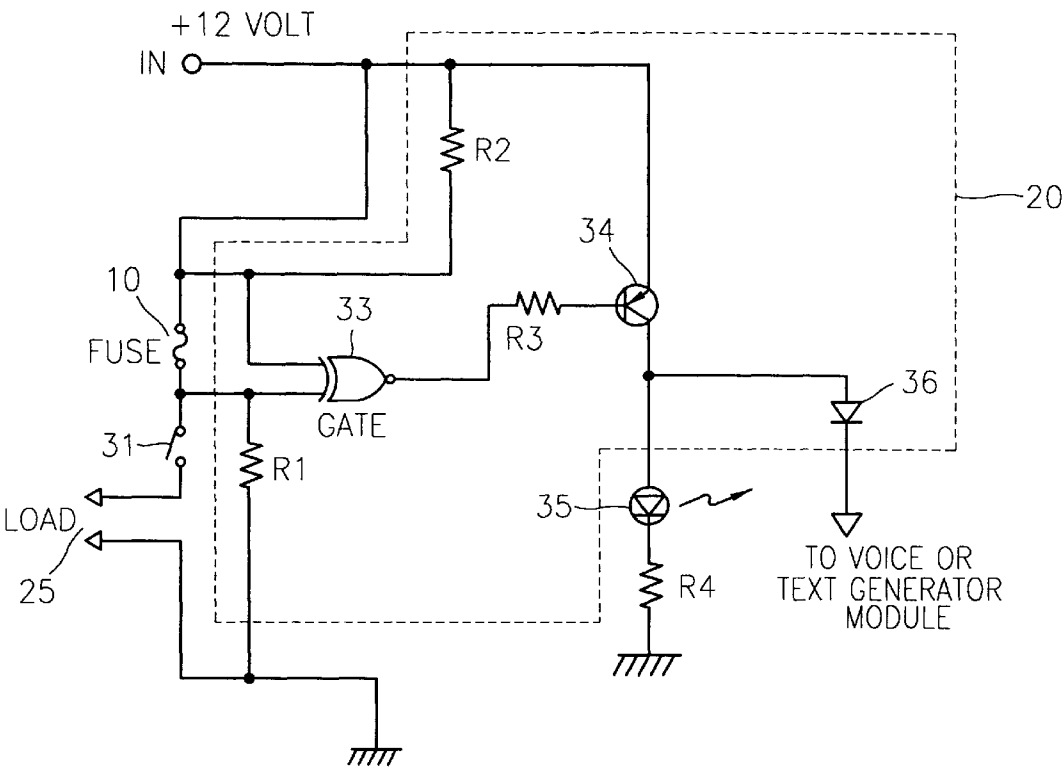 +12 VOLT
IN
R2
20
34
10
FUSE
33
R3
36
GATE
31
R1
LOAD
35
25
R4
TO VOICE OR
TEXT GENERATOR
MODULE